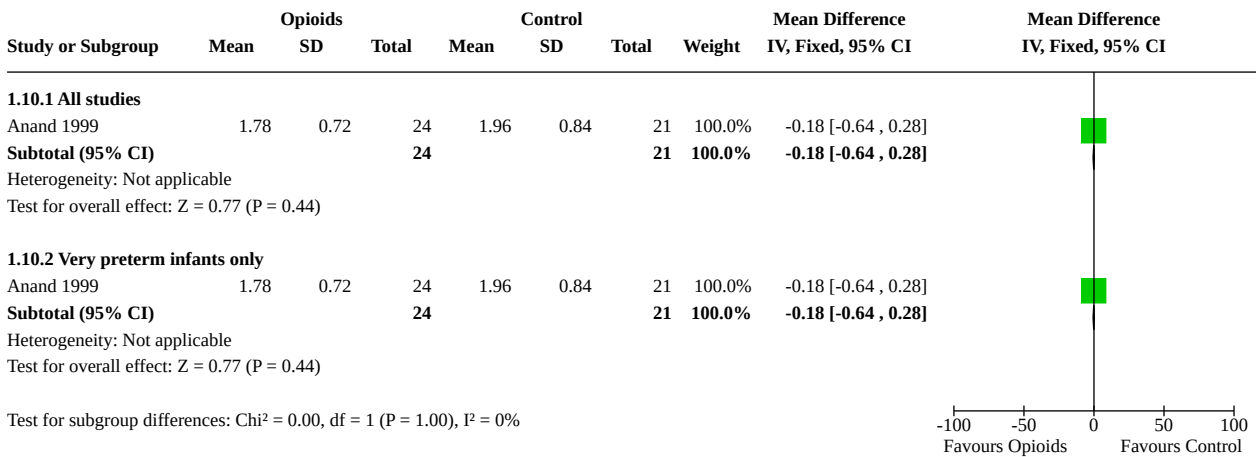 Opioids Control Mean Difference Mean Difference
Study or Subgroup Mean SD Total Mean SD Total Weight IV, Fixed, 95% CI IV, Fixed, 95% CI
1.10.1 All studies
Anand 1999 1.78 0.72 24 1.96 0.84 21 100.0% -0.18 [-0.64 , 0.28]
Subtotal (95% CI) 24 21 100.0% -0.18 [-0.64 , 0.28]
Heterogeneity: Not applicable
Test for overall effect: Z = 0.77 (P = 0.44)
1.10.2 Very preterm infants only
Anand 1999 1.78 0.72 24 1.96 0.84 21 100.0% -0.18 [-0.64 , 0.28]
Subtotal (95% CI) 24 21 100.0% -0.18 [-0.64 , 0.28]
Heterogeneity: Not applicable
Test for overall effect: Z = 0.77 (P = 0.44)
Test for subgroup differences: Chi² = 0.00, df = 1 (P = 1.00), I² = 0%
-100 -50 0 50 100
Favours Opioids Favours Control